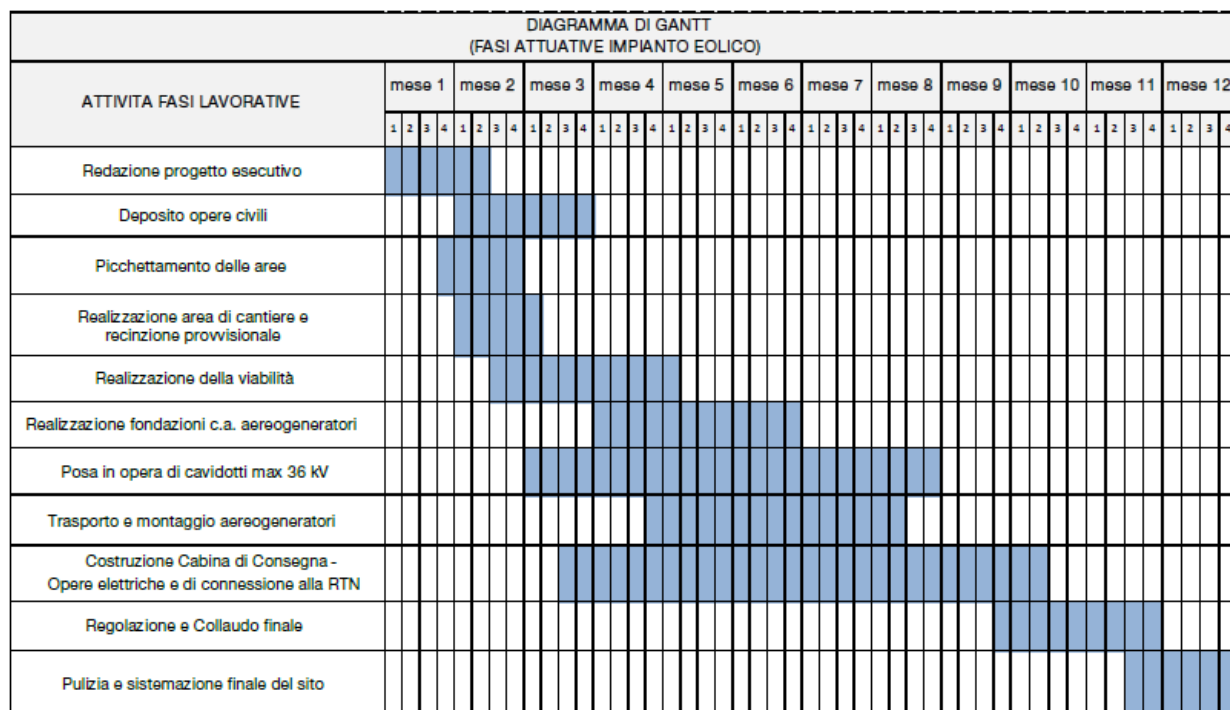 DIAGRAMMA DI GANTT
(FASI ATTUATIVE IMPIANTO EOLICO)
ATTIVITA FASI LAVORATIVE
mese 1 mese 2 mese 3 mese 4 mese 5 mese 6 mese 7 mese 8 mese 9 mese 10 mese 11 mese 12
1 2 3 4 1 2 3 4 1 2 3 4 1 2 3 4 1 2 3 4 1 2 3 4 1 2 3 4 1 2 3 4 1 2 3 4 1 2 3 4 1 2 3 4 1 2 3 4
Redazione progetto esecutivo
Deposito opere civili
Picchettamento delle aree
Realizzazione area di cantiere e
recinzione provvisionale
Realizzazione della viabilità
Realizzazione fondazioni c.a. aereogeneratori
Posa in opera di cavidotti max 36 kV
Trasporto e montaggio aereogeneratori
Costruzione Cabina di Consegna -
Opere elettriche e di connessione alla RTN
Regolazione e Collaudo finale
Pulizia e sistemazione finale del sito